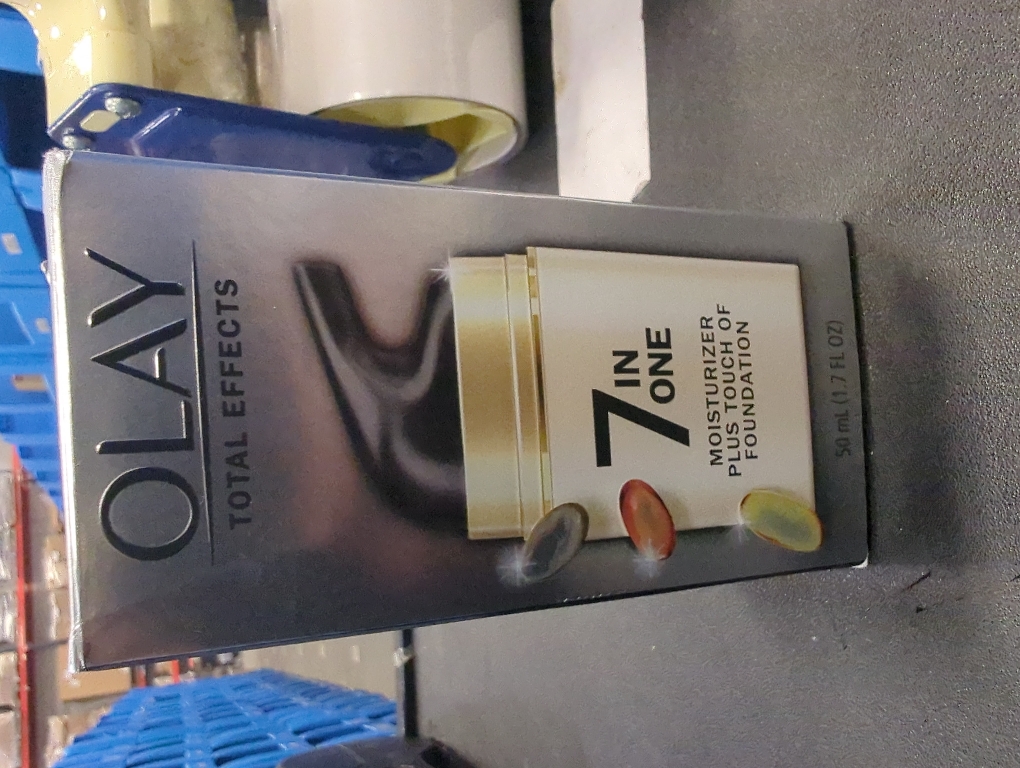 OLAY
TOTAL EFFECTS
7 IN
ONE
MOISTURIZER
PLUS TOUCH OF
FOUNDATION
50 mL (1.7 FL OZ)